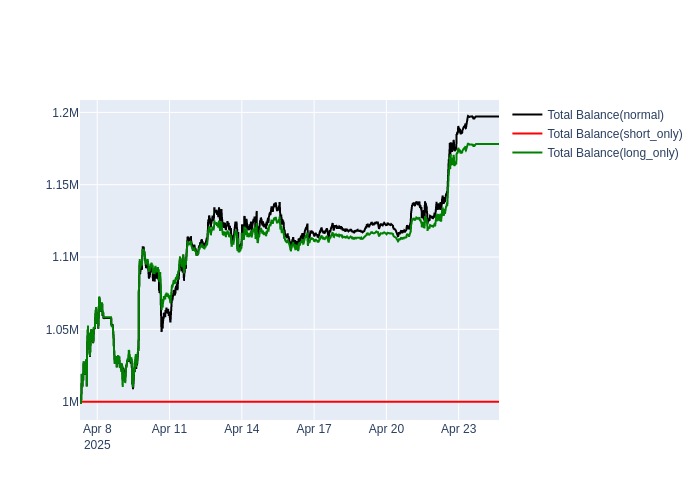 1.2M
1.15M
1.1M
1.05M
1M
Apr 8
2025
Apr 11
Apr 14
Apr 17
Apr 20
Apr 23
Total Balance(normal)
Total Balance(short_only)
Total Balance(long_only)